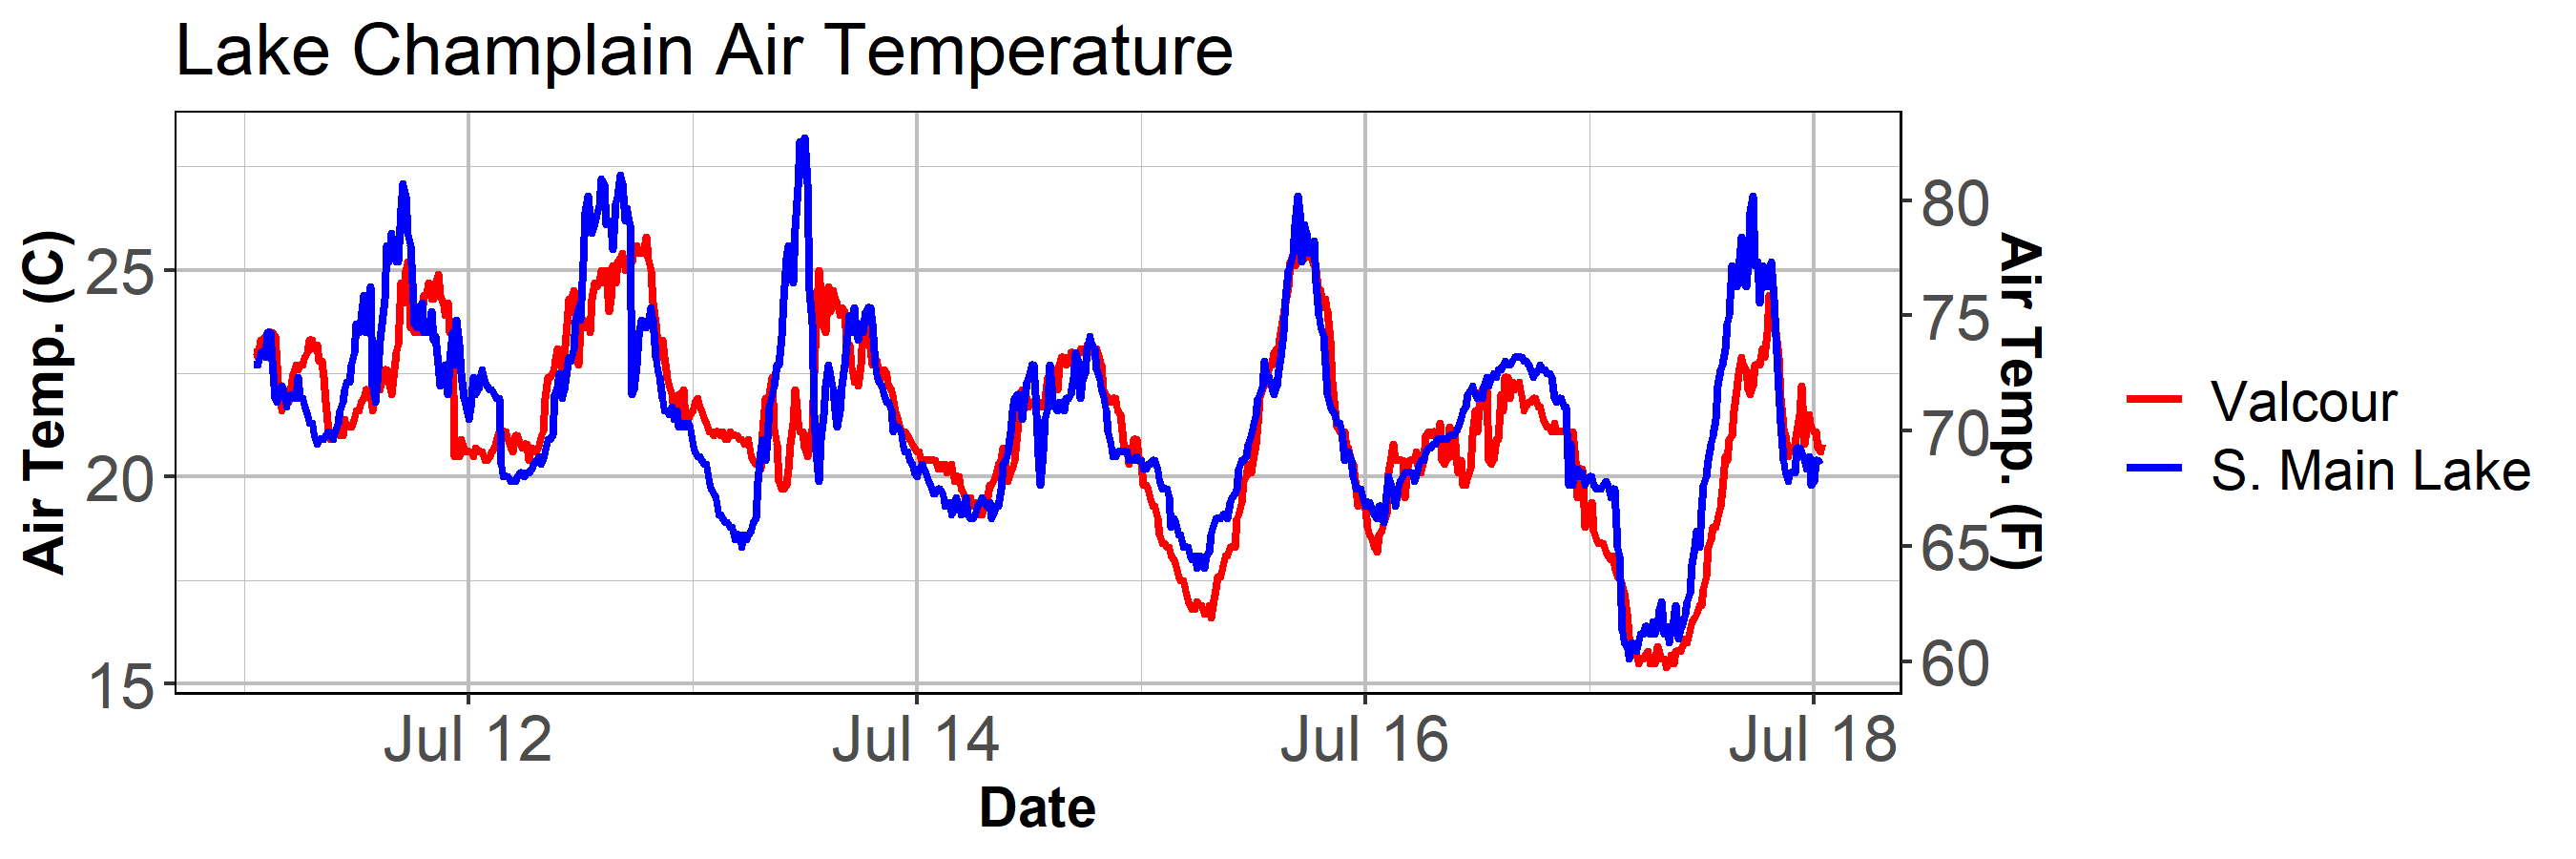 Lake Champlain Air Temperature
Air Temp. (C)
25
20
15
80
75
70
65
60
Air Temp. (F)
Jul 12
Jul 14
Jul 16
Jul 18
Date
Valcour
S. Main Lake